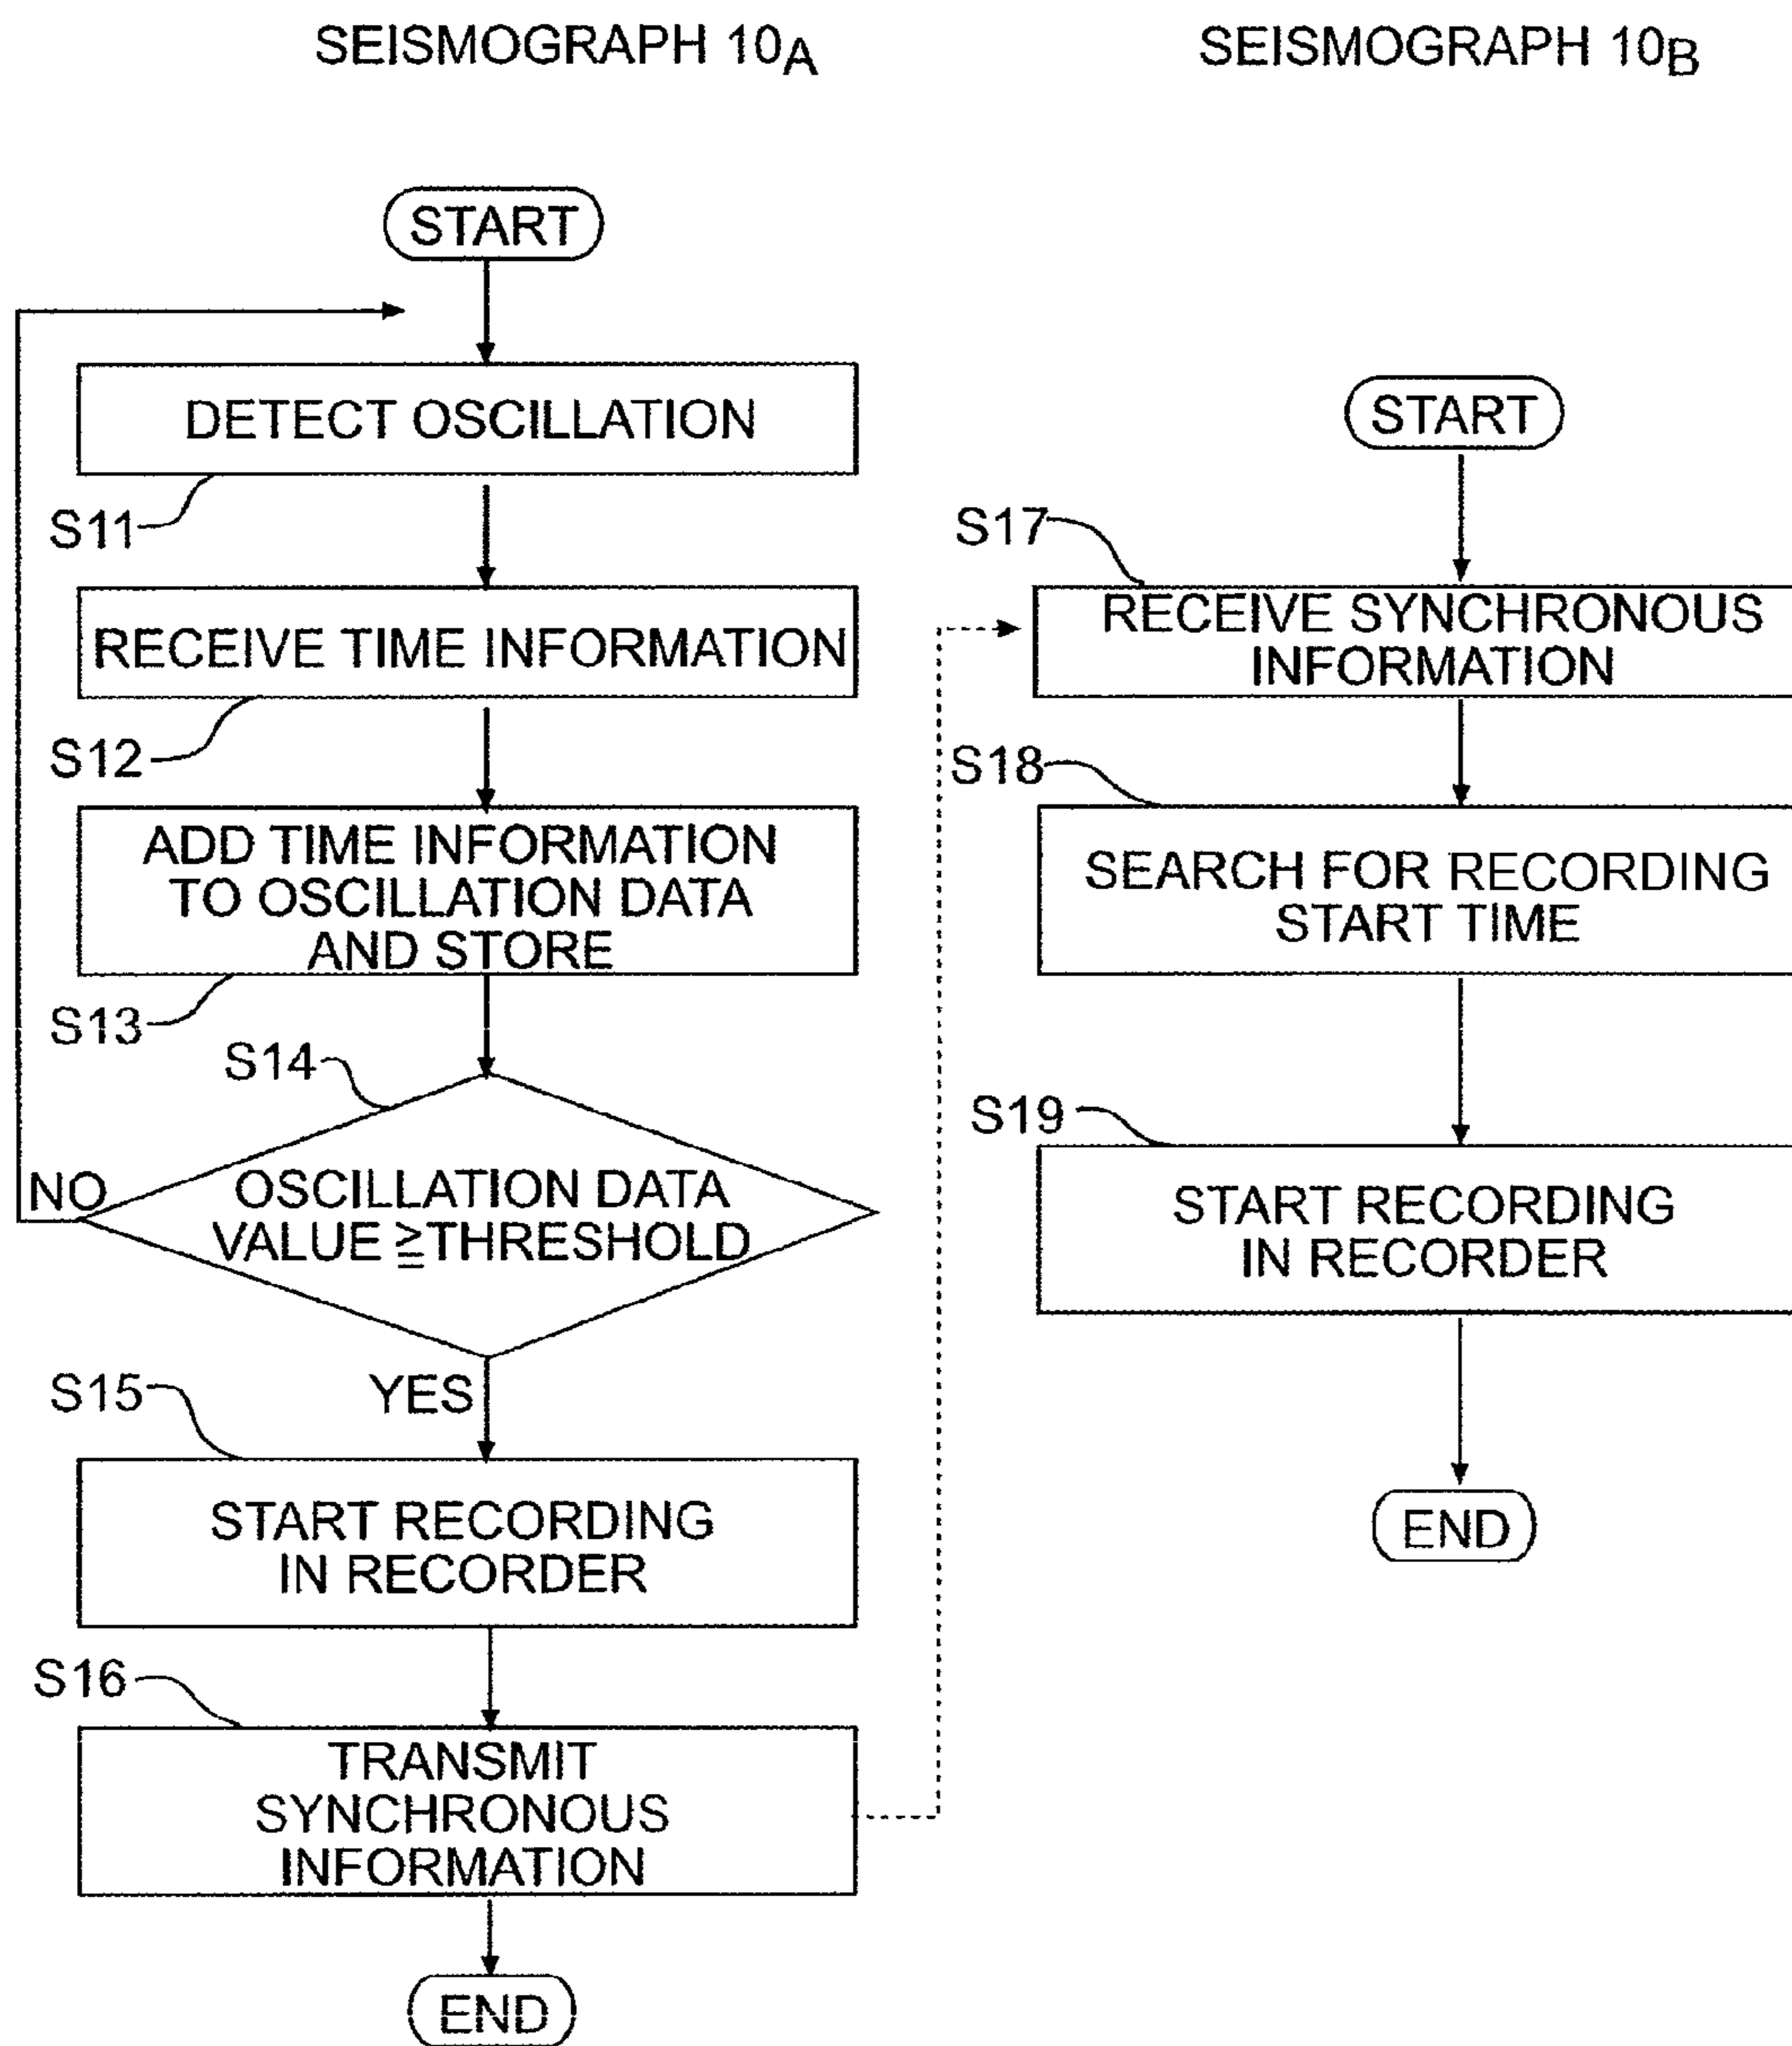 SEISMOGRAPH 10A
START
DETECT OSCILLATION
S11
RECEIVE TIME INFORMATION
S12
ADD TIME INFORMATION
TO OSCILLATION DATA
AND STORE
S13
S14
OSCILLATION DATA
VALUE ≧THRESHOLD
NO
YES
S15
START RECORDING
IN RECORDER
S16
TRANSMIT
SYNCHRONOUS
INFORMATION
END
SEISMOGRAPH 10B
START
S17
RECEIVE SYNCHRONOUS
INFORMATION
S18
SEARCH FOR RECORDING
START TIME
S19
START RECORDING
IN RECORDER
END